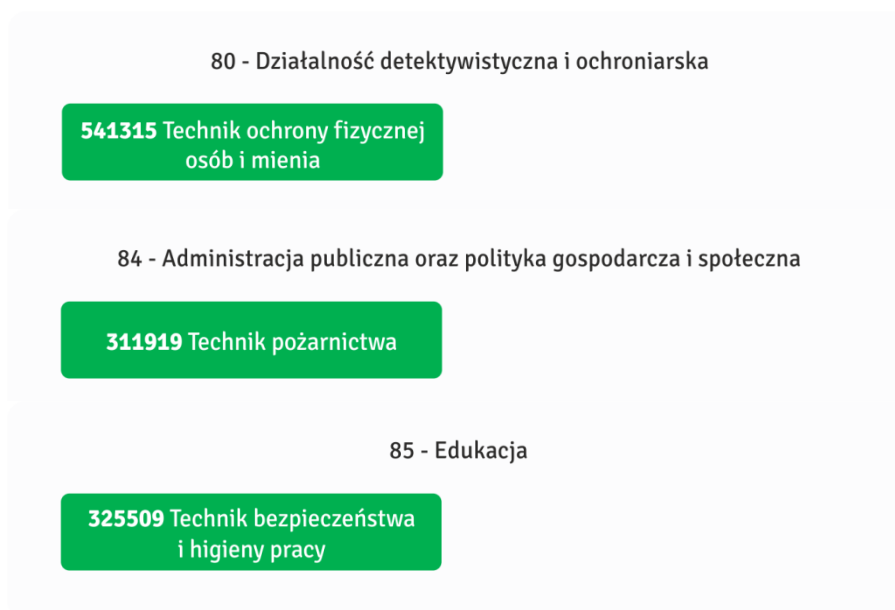 80 - Działalność detektywistyczna i ochroniarska
541315 Technik ochrony fizycznej
osób i mienia
84 - Administracja publiczna oraz polityka gospodarcza i społeczna
311919 Technik pożarnictwa
85 - Edukacja
325509 Technik bezpieczeństwa
i higieny pracy